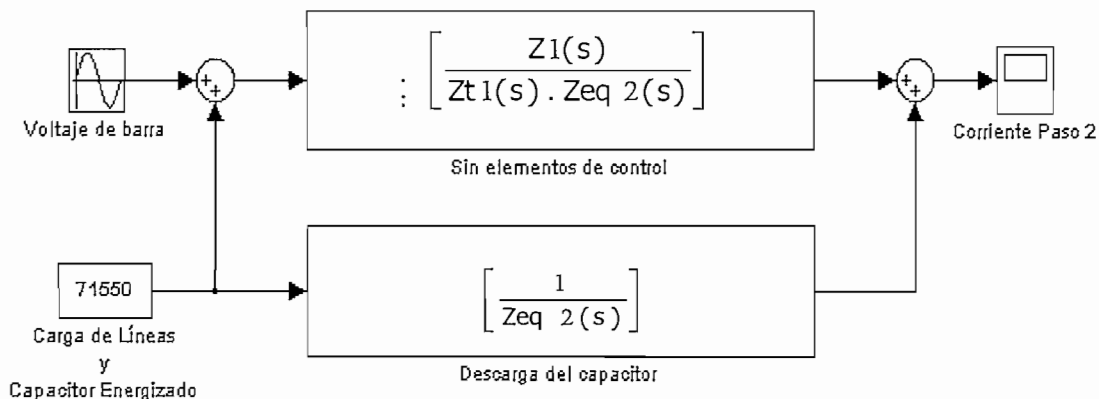 Z1(s)
: [ Zt1(s) . Zeq 2(s) ]
+
+
+
+
Voltaje de barra
Corriente Paso 2
Sin elementos de control
71550
1
Zeq 2(s)
Carga de Líneas
y
Capacitor Energizado
Descarga del capacitor